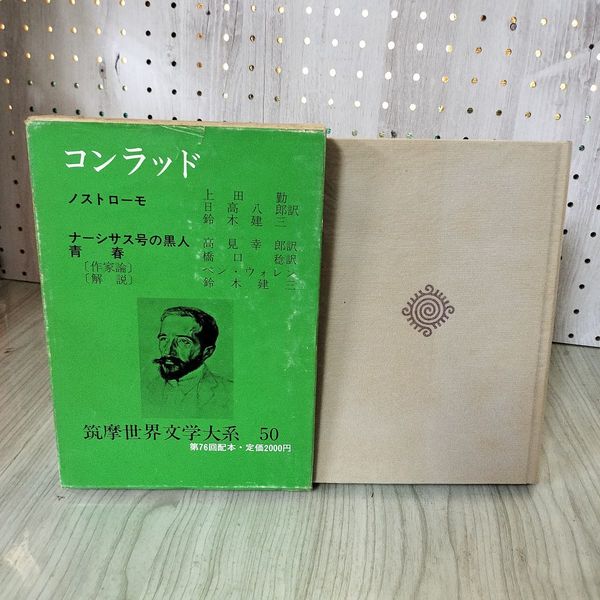 コンラッド
ノストローモ
上田勤
日高八郎訳
鈴木建三
ナーシサス号の黒人 高見幸郎訳
青春 橋口稔訳
〔作家論〕 ペン・ウォレン
〔解説〕 鈴木建三
筑摩世界文学大系 50
第76回配本・定価2000円